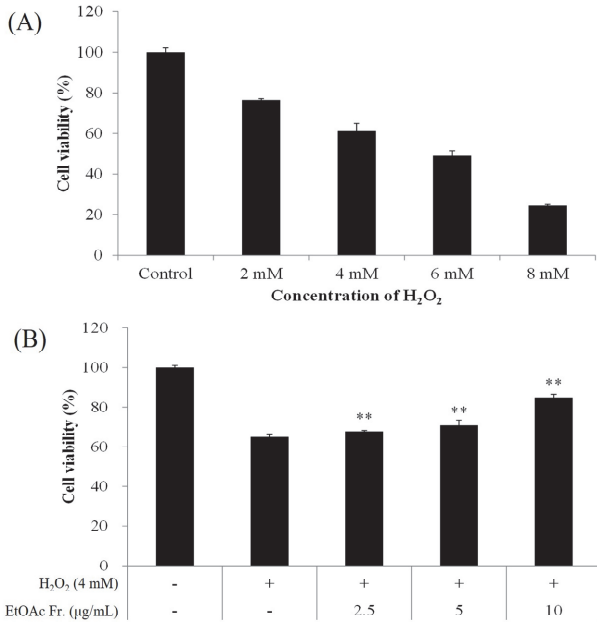 (A)
Cell viability (%)
120
100
80
60
40
20
0
Control 2 mM 4 mM 6 mM 8 mM
Concentration of H₂O₂
(B)
Cell viability (%)
120
100
80
60
40
20
0
** ** **
H₂O₂ (4 mM) - + + + +
EtOAc Fr. (μg/mL) - - 2.5 5 10